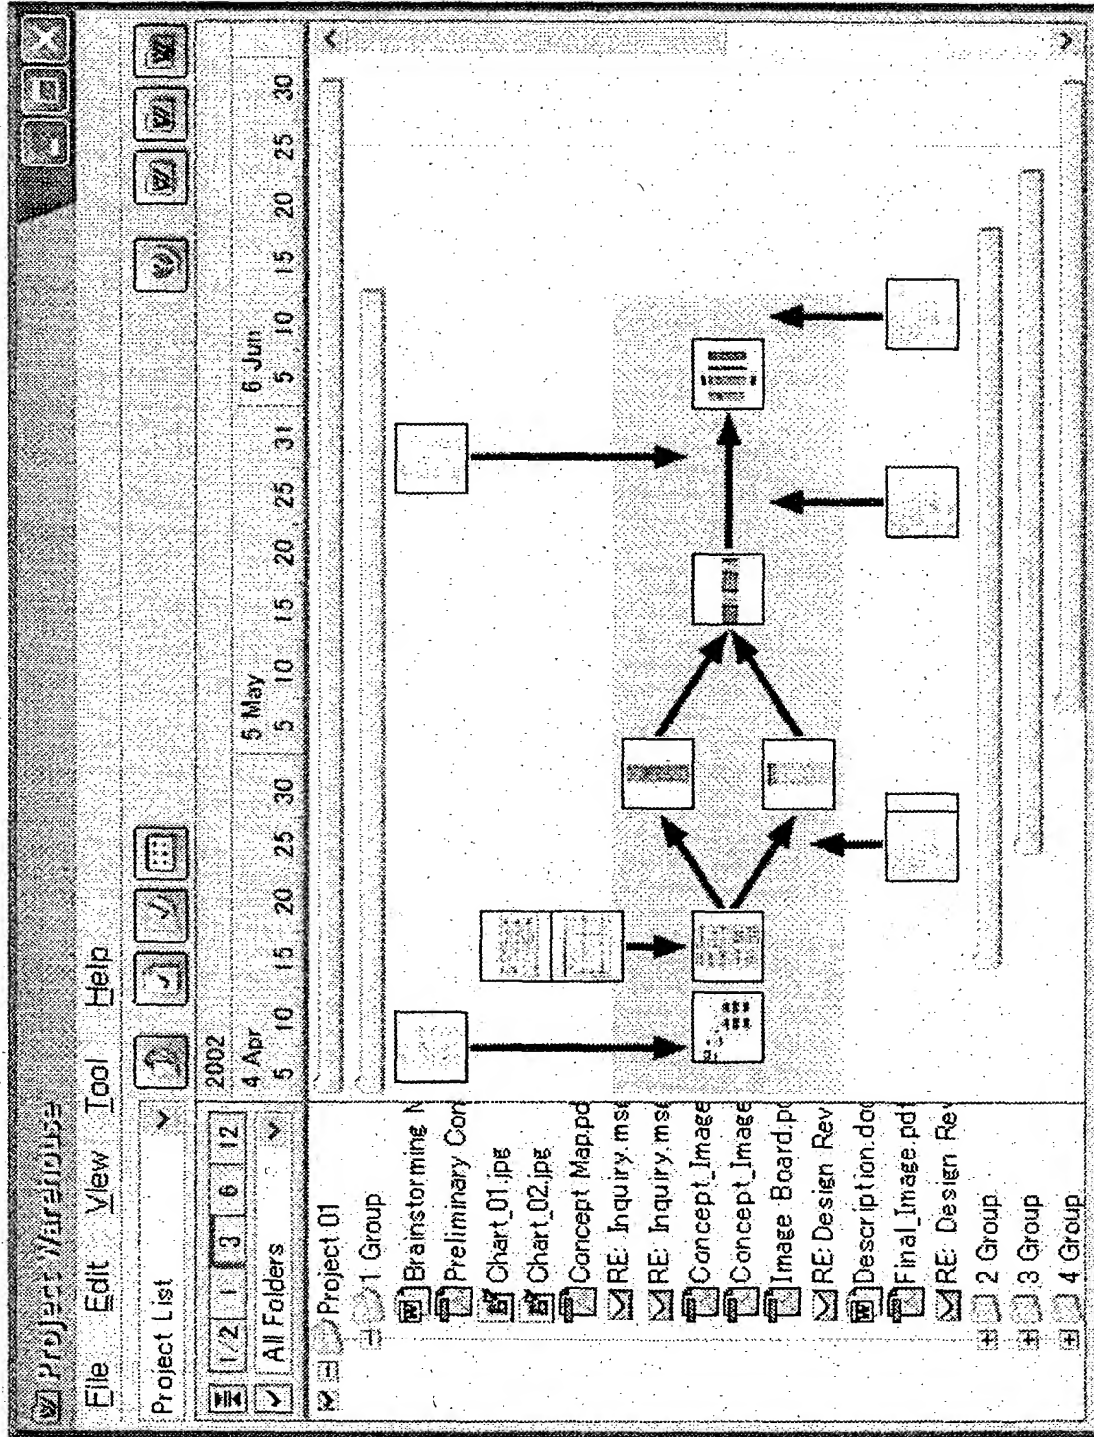 Project Warehouse
File Edit View Tool Help
Project List
1/2 1 3 6 12
2002
4 Apr 5 May 6 Jun
5 10 15 20 25 30 5 10 15 20 25 31 5 10 15 20 25 30
All Folders
Project 01
1 Group
Brainstorming N
Preliminary Con
Chart_01.jpg
Chart_02.jpg
Concept Map.pd
RE: Inquiry.mse
RE: Inquiry.mse
Concept_Image
Concept_Image
Image Board.pd
RE: Design Rev
Description.doc
Final_Image.pdf
RE: Design Rev
2 Group
3 Group
4 Group